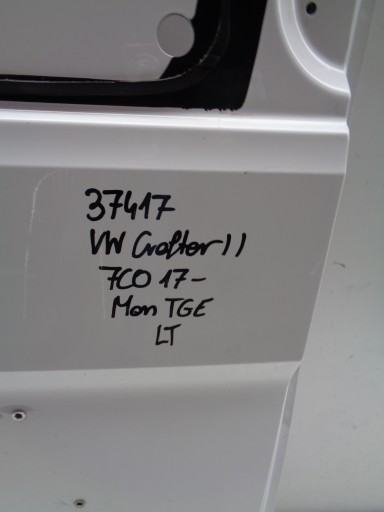 37417
VW Crafter II
7C0 17-
Man TGE
LT